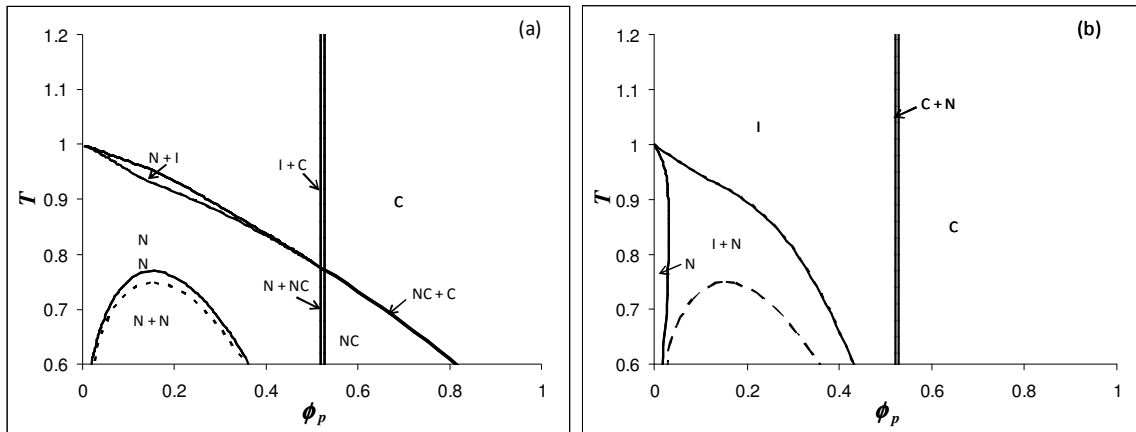 (a)
1.2
1.1
1
0.9
0.8
0.7
0.6
T
N + I
I + C
C
N
N
N + N
N + NC
NC + C
NC
0 0.2 0.4 0.6 0.8 1
ϕp
(b)
1.2
1.1
1
0.9
0.8
0.7
0.6
T
C + N
I
I + N
N
C
0 0.2 0.4 0.6 0.8 1
ϕp